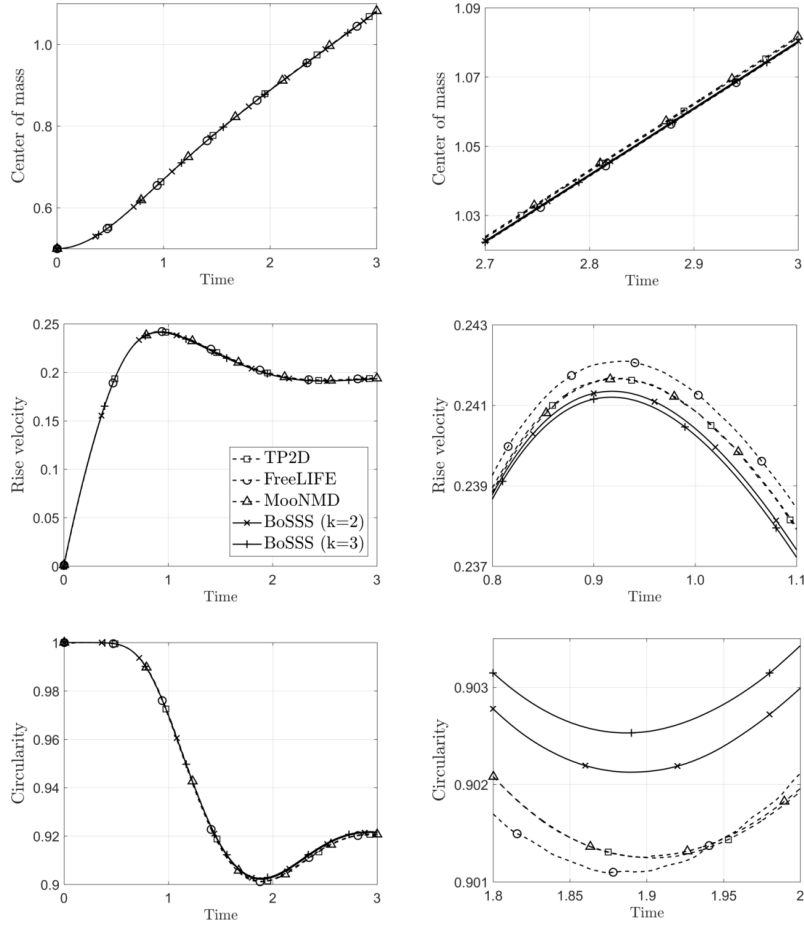 Center of mass
1.0
0.8
0.6
0 1 2 3
Time
Center of mass
1.09
1.07
1.05
1.03
2.7 2.8 2.9 3
Time
Rise velocity
0.25
0.2
0.15
0.1
0.05
0
TP2D
FreeLIFE
MooNMD
BoSSS (k=2)
BoSSS (k=3)
0 1 2 3
Time
Rise velocity
0.243
0.241
0.239
0.237
0.8 0.9 1.0 1.1
Time
Circularity
1
0.98
0.96
0.94
0.92
0.9
0 1 2 3
Time
Circularity
0.903
0.902
0.901
1.8 1.85 1.9 1.95 2
Time